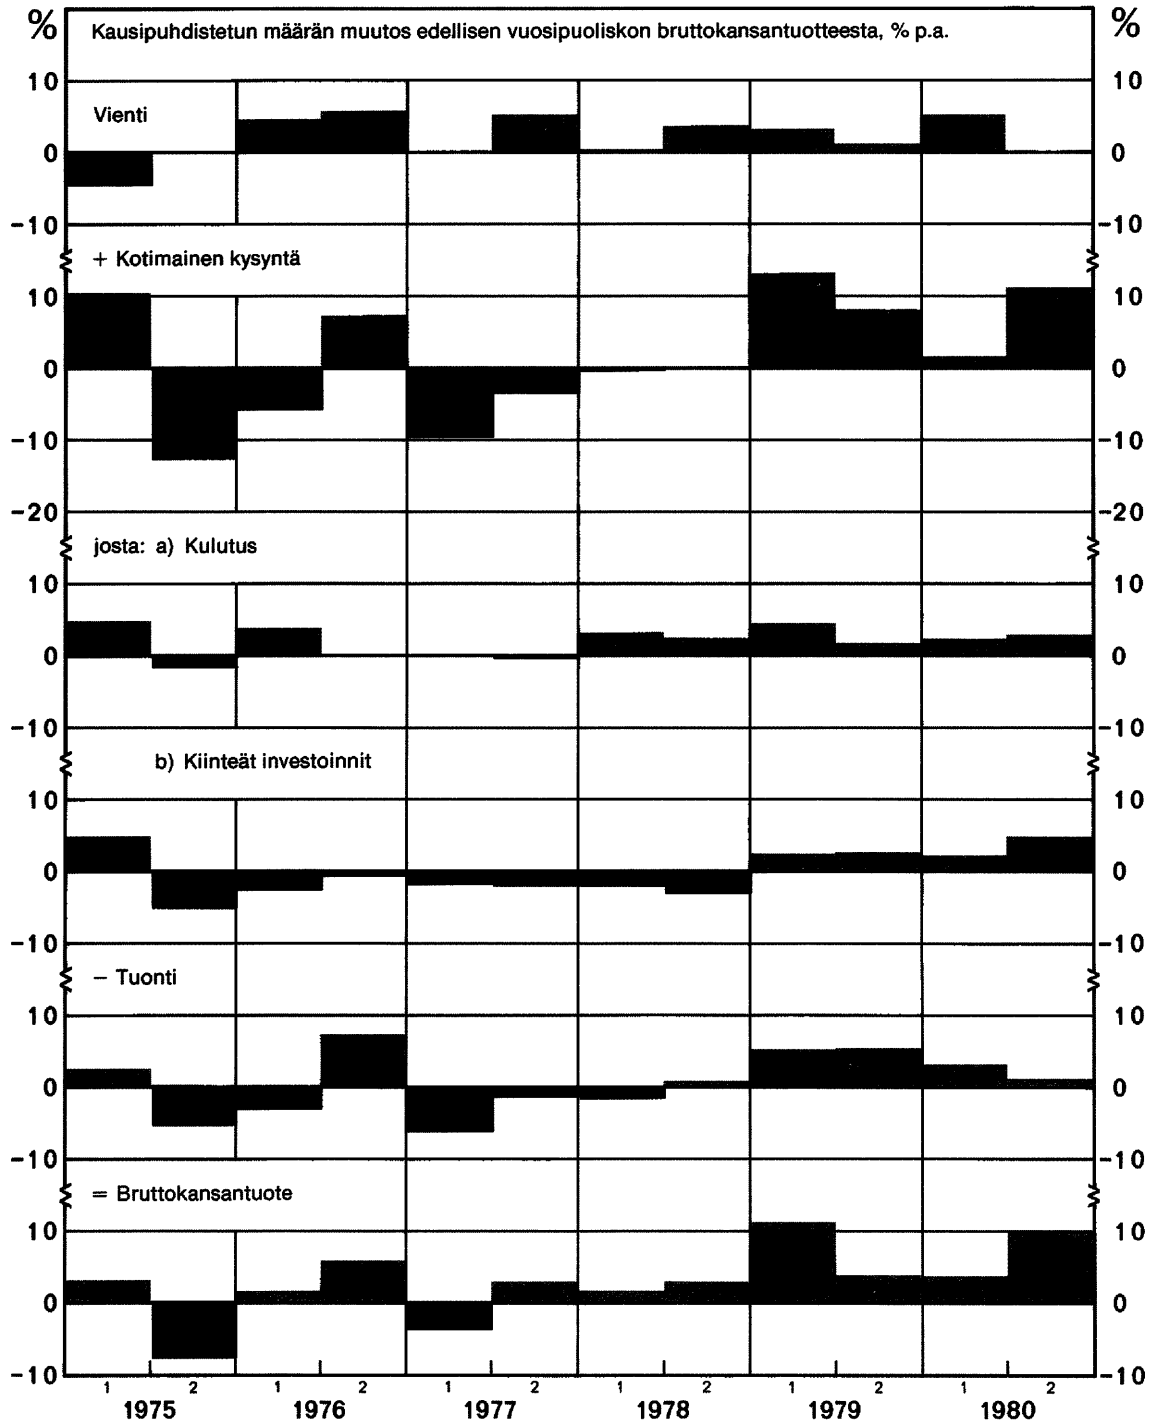 % %
Kausipuhdistetun määrän muutos edellisen vuosipuoliskon bruttokansantuotteesta, % p.a.
10 10
Vienti
0 0
-10 -10
+ Kotimainen kysyntä
10 10
0 0
-10 -10
-20 -20
josta: a) Kulutus
10 10
0 0
-10 -10
b) Kiinteät investoinnit
10 10
0 0
-10 -10
− Tuonti
10 10
0 0
-10 -10
= Bruttokansantuote
10 10
0 0
-10 -10
1 2 1 2 1 2 1 2 1 2 1 2
1975 1976 1977 1978 1979 1980